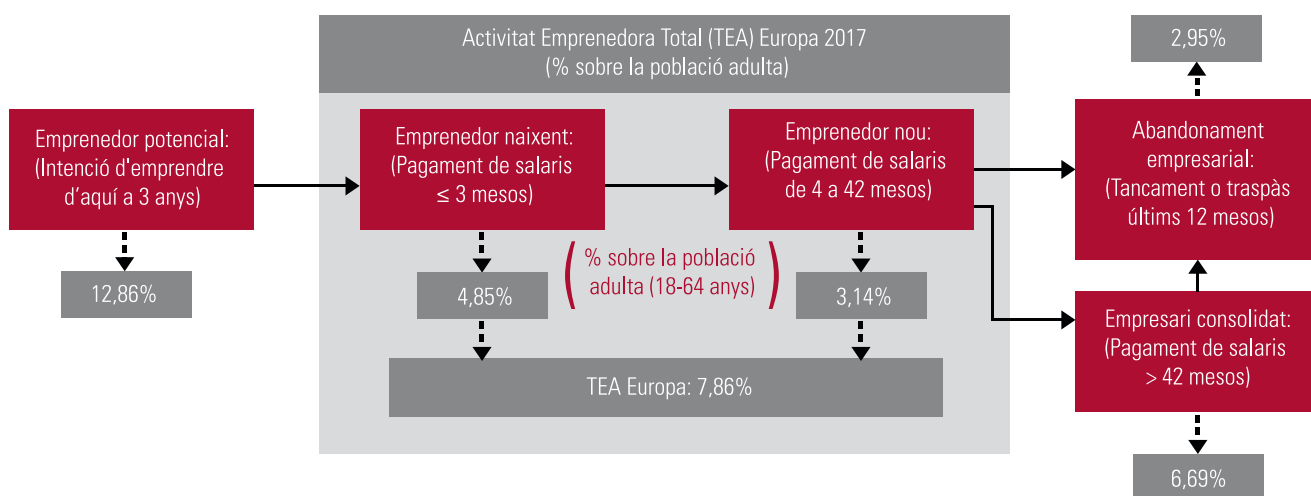 Activitat Emprenedora Total (TEA) Europa 2017
(% sobre la població adulta)
2,95%
Emprenedor potencial:
(Intenció d'emprendre
d’aquí a 3 anys)
Emprenedor naixent:
(Pagament de salaris
≤ 3 mesos)
Emprenedor nou:
(Pagament de salaris
de 4 a 42 mesos)
Abandonament
empresarial:
(Tancament o traspàs
últims 12 mesos)
12,86%
4,85%
(% sobre la població
adulta (18-64 anys))
3,14%
Empresari consolidat:
(Pagament de salaris
> 42 mesos)
TEA Europa: 7,86%
6,69%